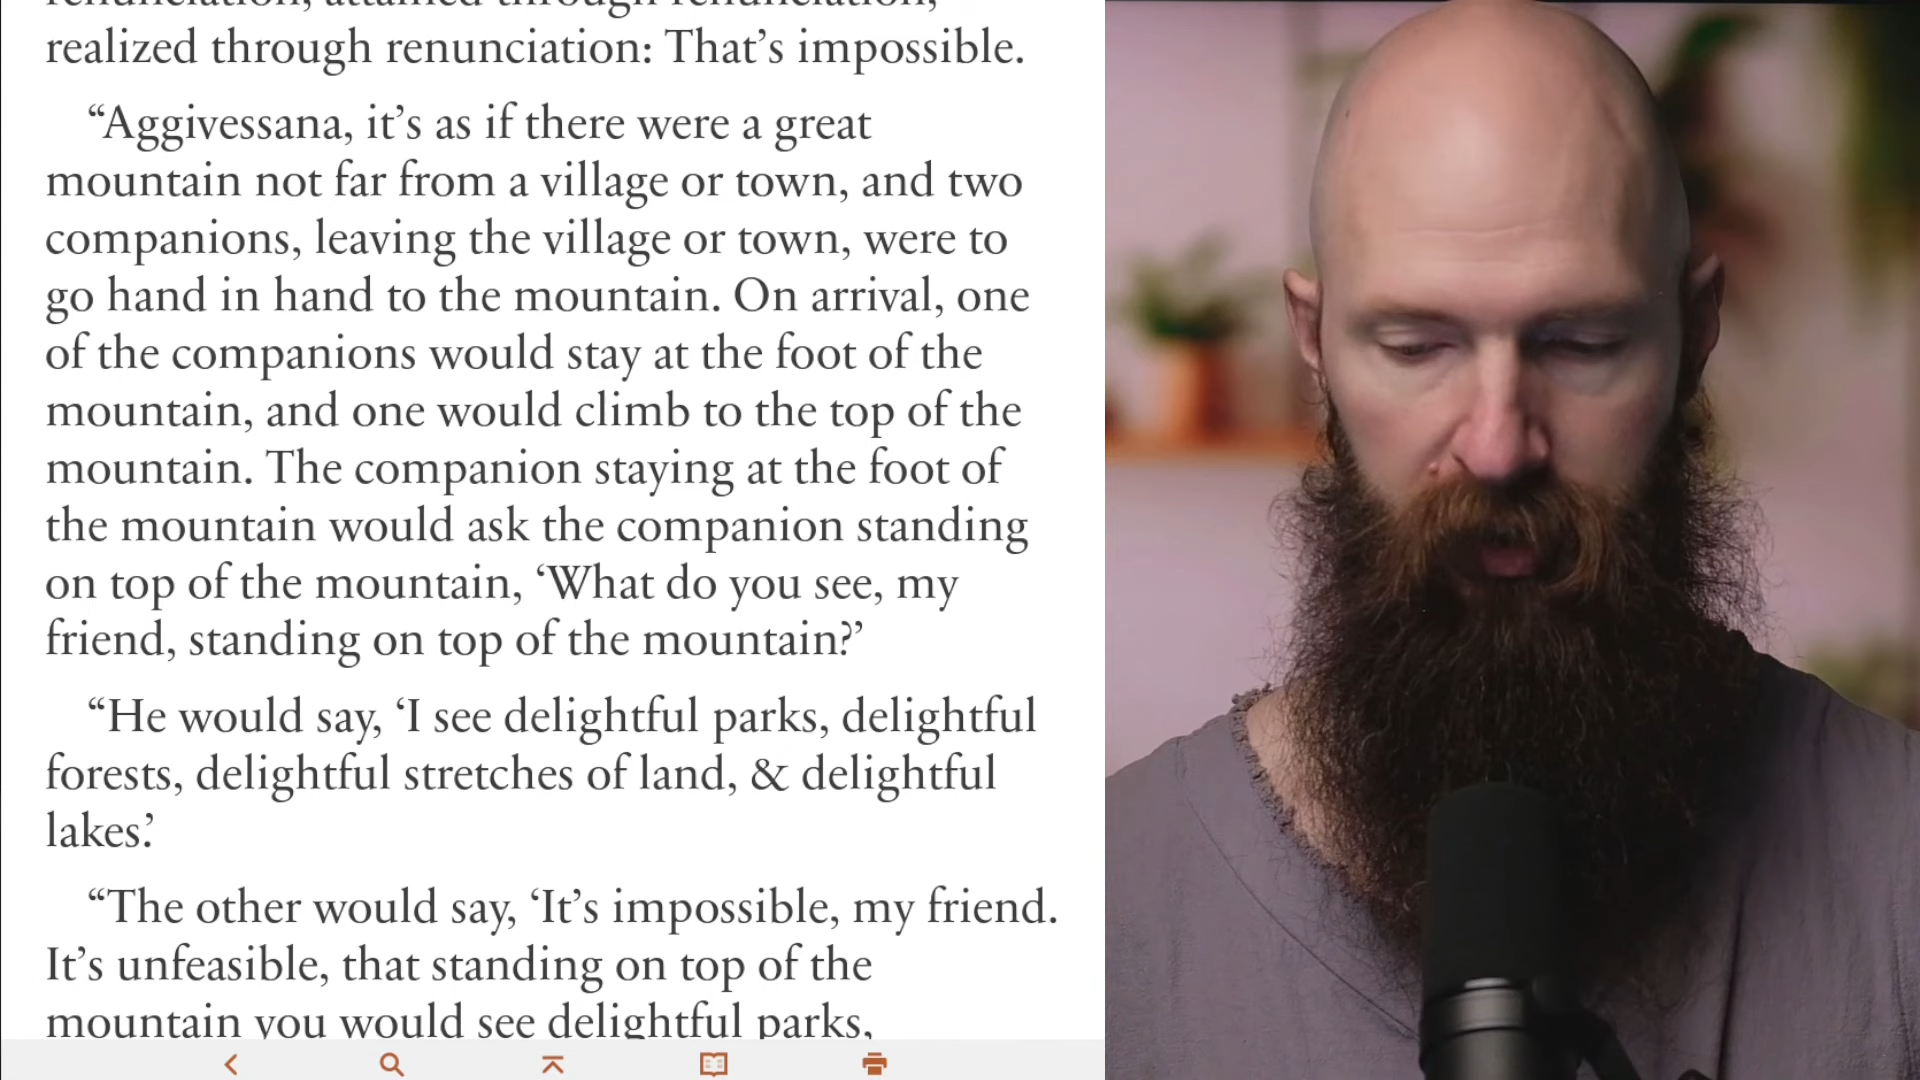 renunciation, attained through renunciation,
realized through renunciation: That’s impossible.
“Aggivessana, it’s as if there were a great
mountain not far from a village or town, and two
companions, leaving the village or town, were to
go hand in hand to the mountain. On arrival, one
of the companions would stay at the foot of the
mountain, and one would climb to the top of the
mountain. The companion staying at the foot of
the mountain would ask the companion standing
on top of the mountain, ‘What do you see, my
friend, standing on top of the mountain?’
“He would say, ‘I see delightful parks, delightful
forests, delightful stretches of land, & delightful
lakes.’
“The other would say, ‘It’s impossible, my friend.
It’s unfeasible, that standing on top of the
mountain you would see delightful parks,